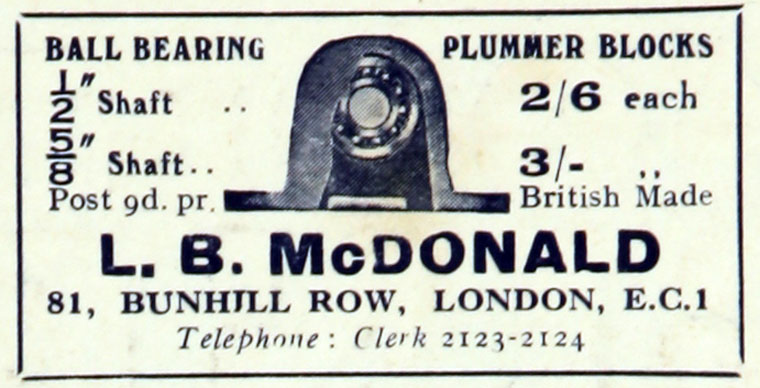 BALL BEARING PLUMMER BLOCKS
1/2" Shaft .. 2/6 each
5/8" Shaft.. 3/- ,,
Post 9d. pr. British Made
L. B. McDONALD
81, BUNHILL ROW, LONDON, E.C.1
Telephone: Clerk 2123-2124